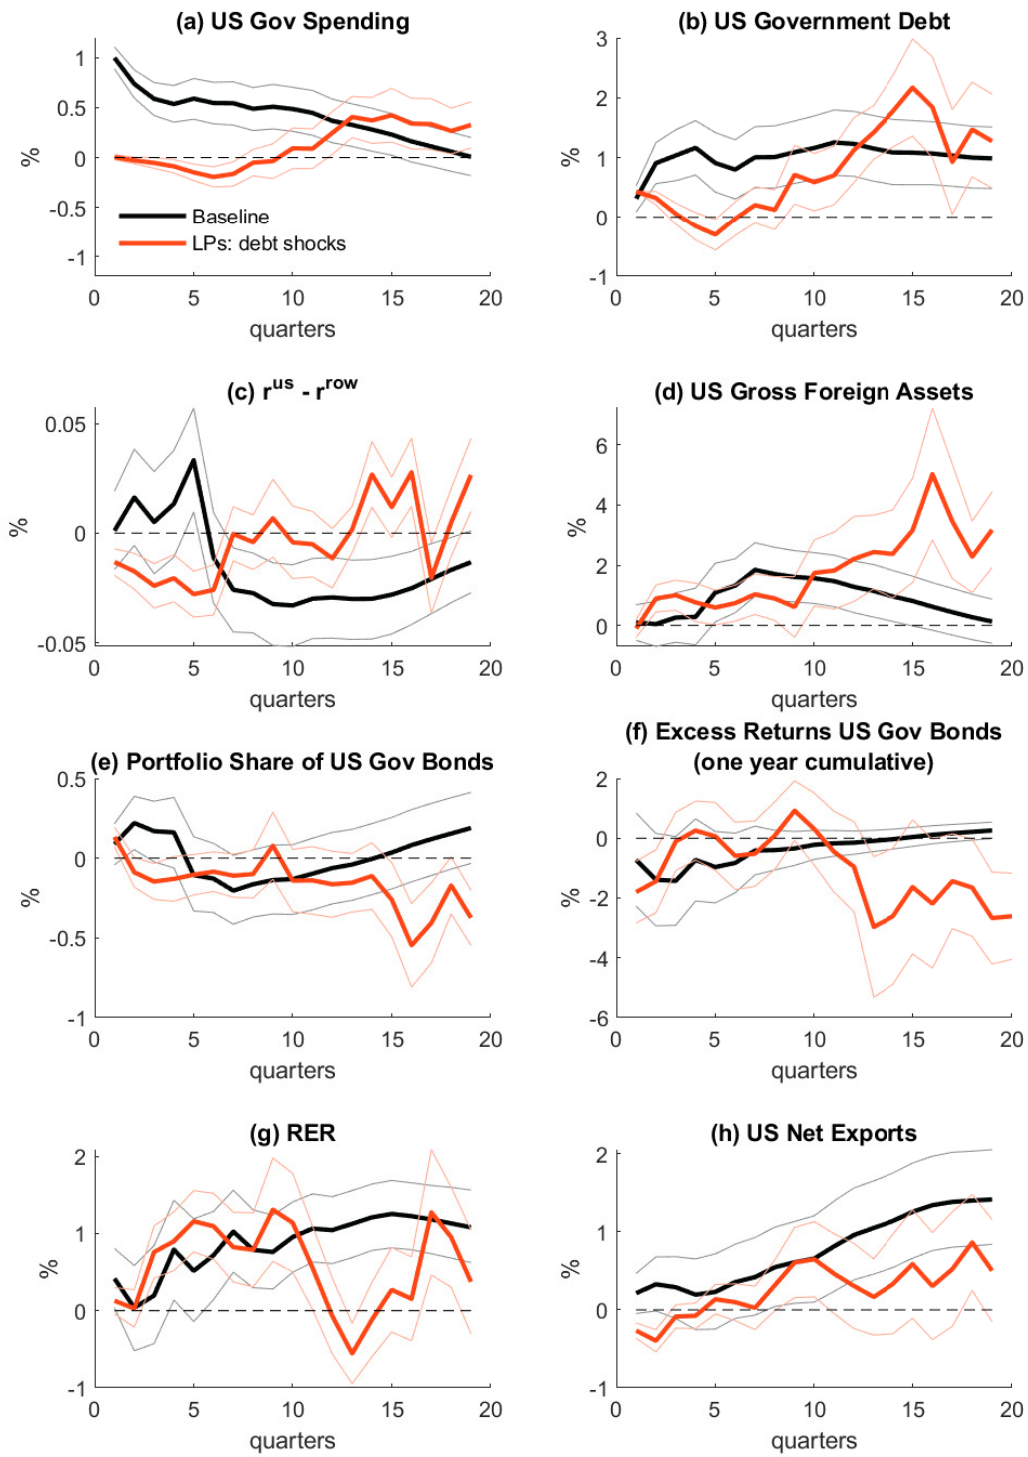 (a) US Gov Spending
1
0.5
0
-0.5
-1
%
Baseline
LPs: debt shocks
0 5 10 15 20
quarters
(b) US Government Debt
3
2
1
0
-1
%
0 5 10 15 20
quarters
(c) r^us - r^row
0.05
0
-0.05
%
0 5 10 15 20
quarters
(d) US Gross Foreign Assets
6
4
2
0
%
0 5 10 15 20
quarters
(e) Portfolio Share of US Gov Bonds
0.5
0
-0.5
-1
%
0 5 10 15 20
quarters
(f) Excess Returns US Gov Bonds
(one year cumulative)
2
0
-2
-4
-6
%
0 5 10 15 20
quarters
(g) RER
2
1
0
-1
%
0 5 10 15 20
quarters
(h) US Net Exports
2
1
0
-1
%
0 5 10 15 20
quarters